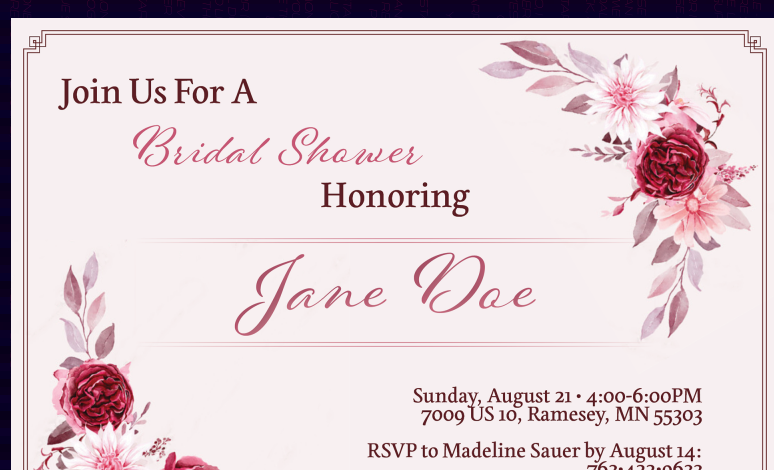 Join Us For A
Bridal Shower
Honoring
Jane Doe
Sunday, August 21 • 4:00-6:00PM
7009 US 10, Ramesey, MN 55303
RSVP to Madeline Sauer by August 14: